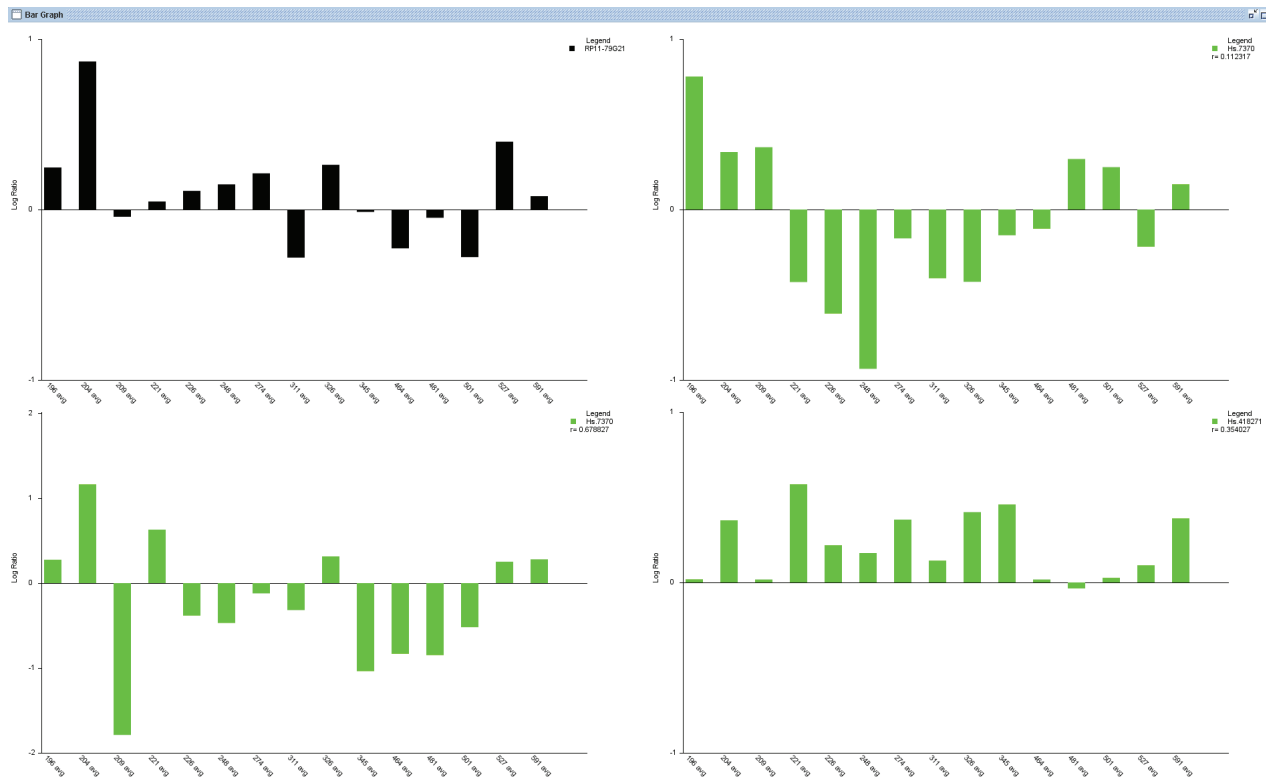 Bar Graph
Legend
RP11-79G21
1
0
-1
Log Ratio
196 avg
204 avg
209 avg
221 avg
226 avg
248 avg
274 avg
311 avg
326 avg
345 avg
464 avg
481 avg
501 avg
527 avg
591 avg
Legend
Hs.7370
r= 0.112317
1
0
-1
Log Ratio
196 avg
204 avg
209 avg
221 avg
226 avg
248 avg
274 avg
311 avg
326 avg
345 avg
464 avg
481 avg
501 avg
527 avg
591 avg
Legend
Hs.7370
r= 0.678827
2
1
0
-1
-2
Log Ratio
196 avg
204 avg
209 avg
221 avg
226 avg
248 avg
274 avg
311 avg
326 avg
345 avg
464 avg
481 avg
501 avg
527 avg
591 avg
Legend
Hs.418271
r= 0.354027
1
0
-1
Log Ratio
196 avg
204 avg
209 avg
221 avg
226 avg
248 avg
274 avg
311 avg
326 avg
345 avg
464 avg
481 avg
501 avg
527 avg
591 avg